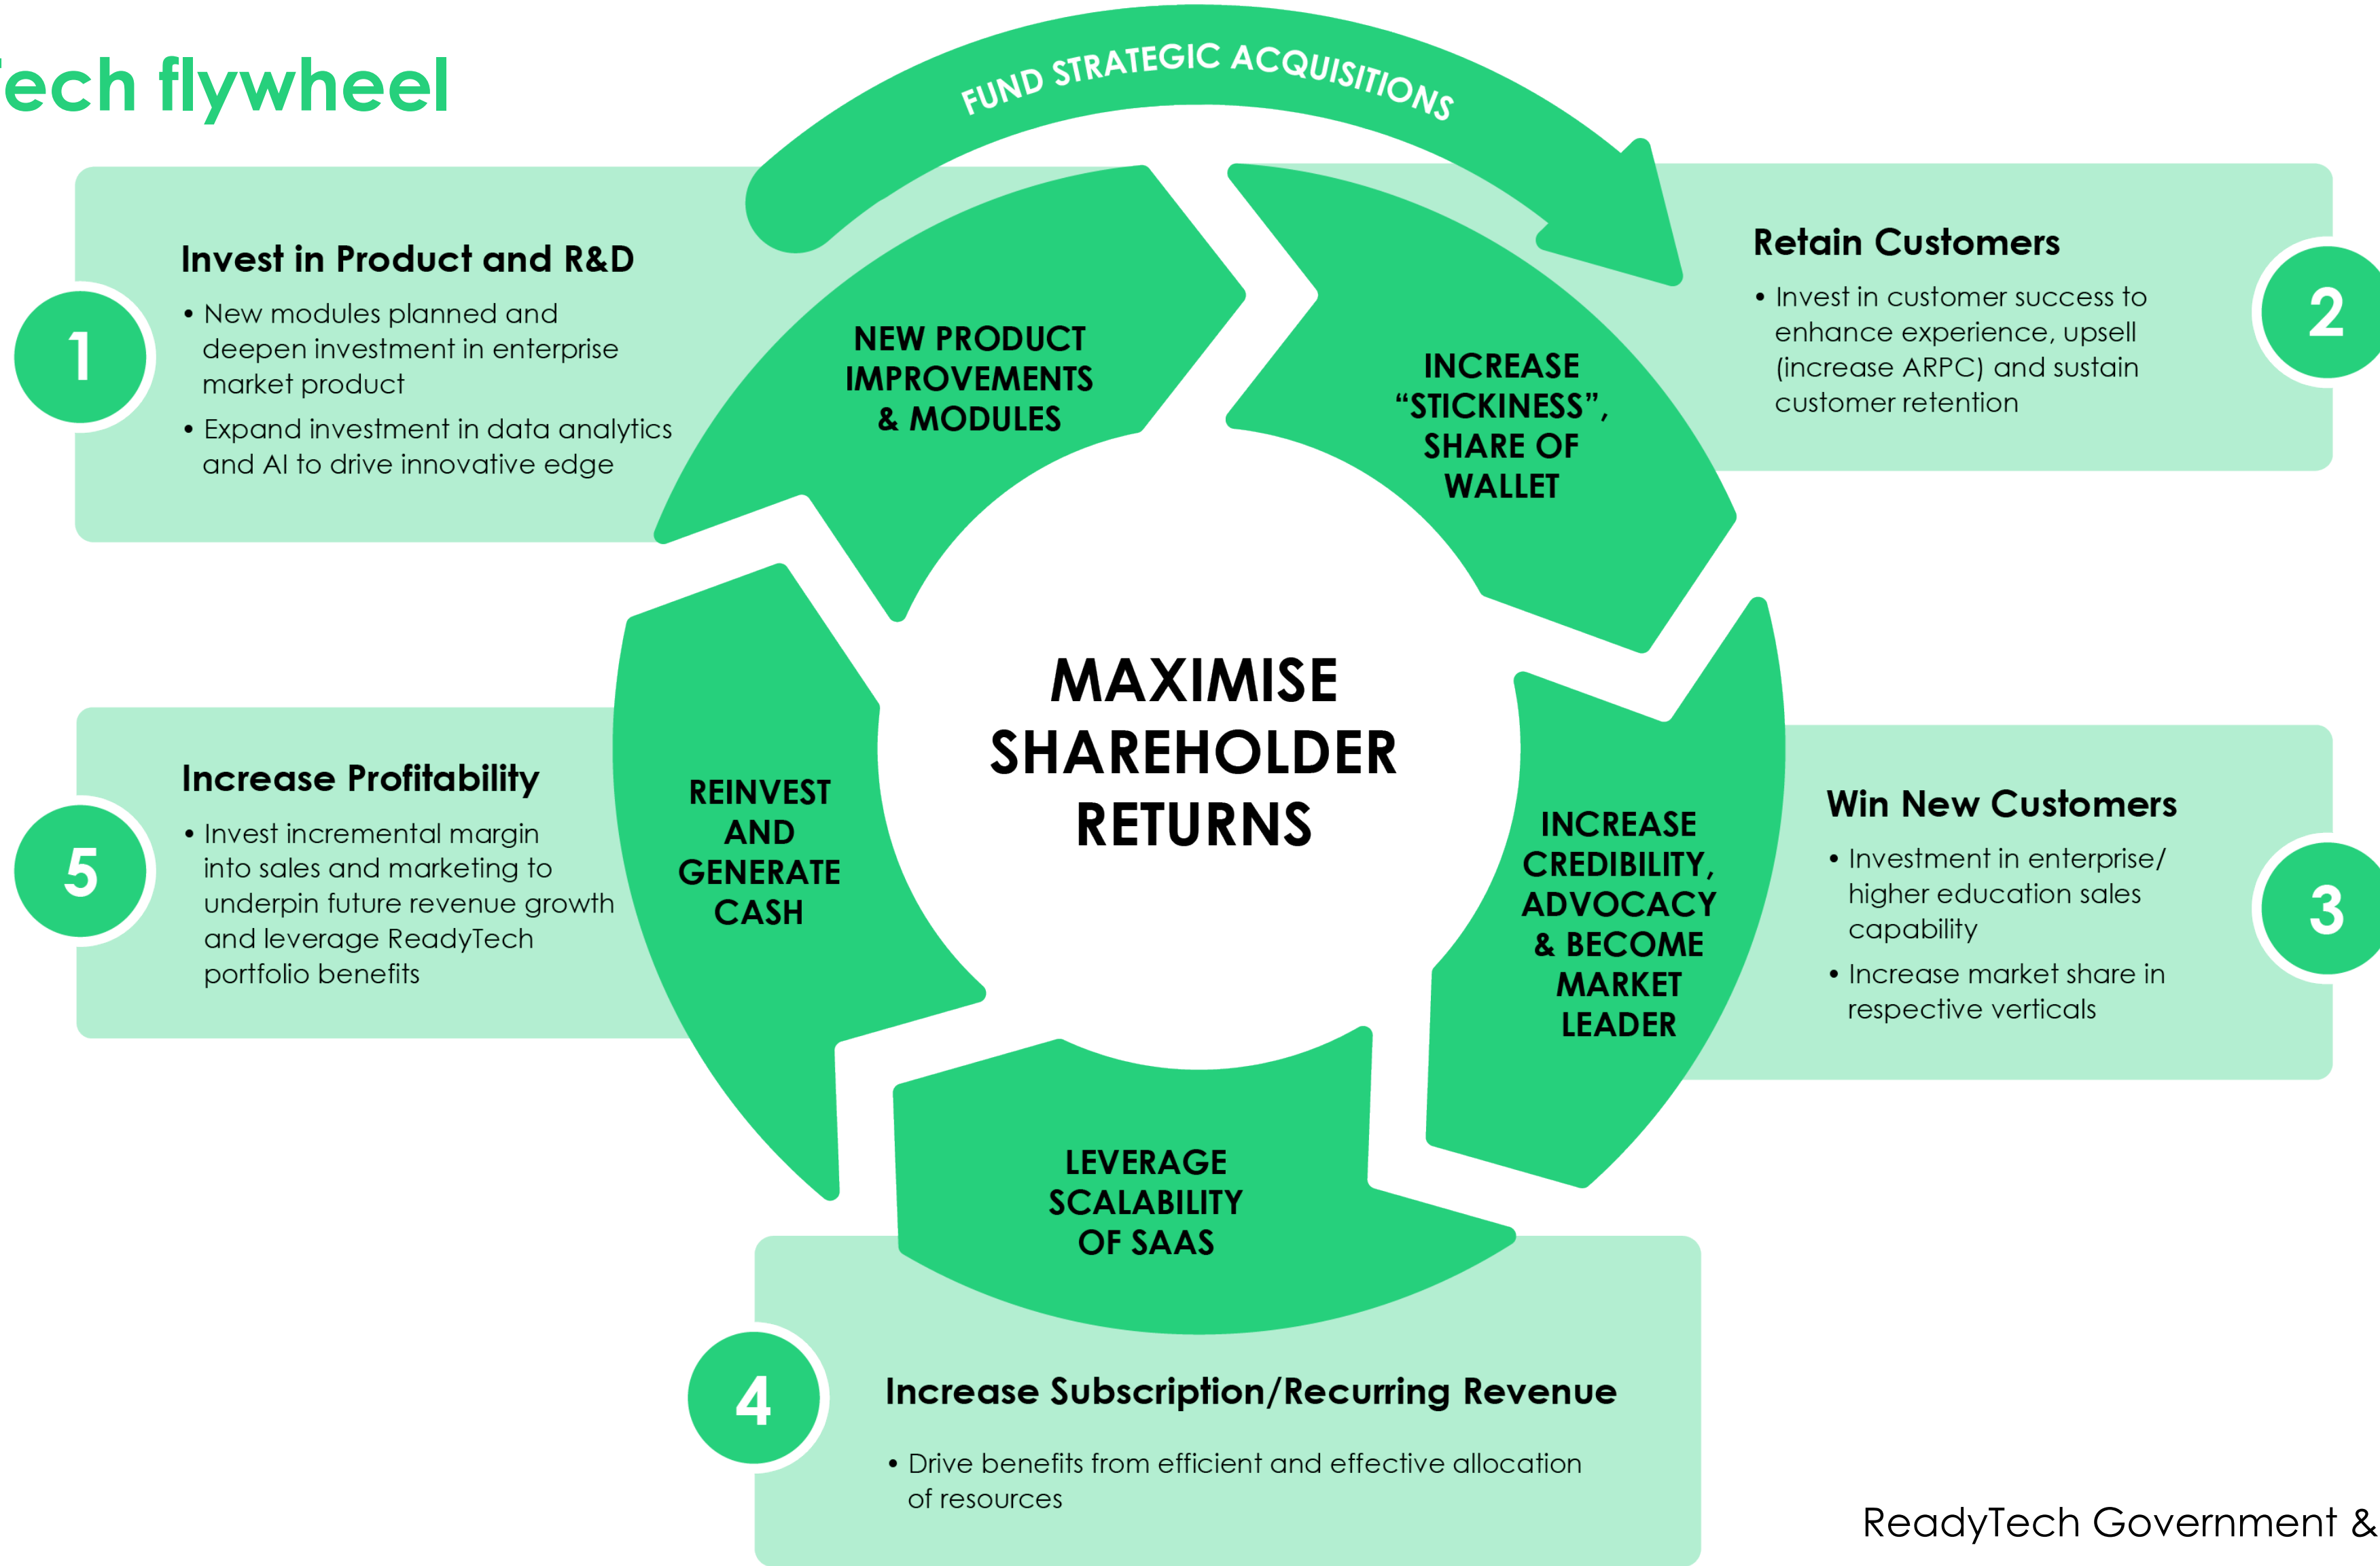 ech flywheel
FUND STRATEGIC ACQUISITIONS
1
Invest in Product and R&D
• New modules planned and
deepen investment in enterprise
market product
• Expand investment in data analytics
and AI to drive innovative edge
NEW PRODUCT
IMPROVEMENTS
& MODULES
INCREASE
“STICKINESS”,
SHARE OF
WALLET
Retain Customers
• Invest in customer success to
enhance experience, upsell
(increase ARPC) and sustain
customer retention
2
MAXIMISE
SHAREHOLDER
RETURNS
5
Increase Profitability
• Invest incremental margin
into sales and marketing to
underpin future revenue growth
and leverage ReadyTech
portfolio benefits
REINVEST
AND
GENERATE
CASH
INCREASE
CREDIBILITY,
ADVOCACY
& BECOME
MARKET
LEADER
Win New Customers
• Investment in enterprise/
higher education sales
capability
• Increase market share in
respective verticals
3
LEVERAGE
SCALABILITY
OF SAAS
4
Increase Subscription/Recurring Revenue
• Drive benefits from efficient and effective allocation
of resources
ReadyTech Government &